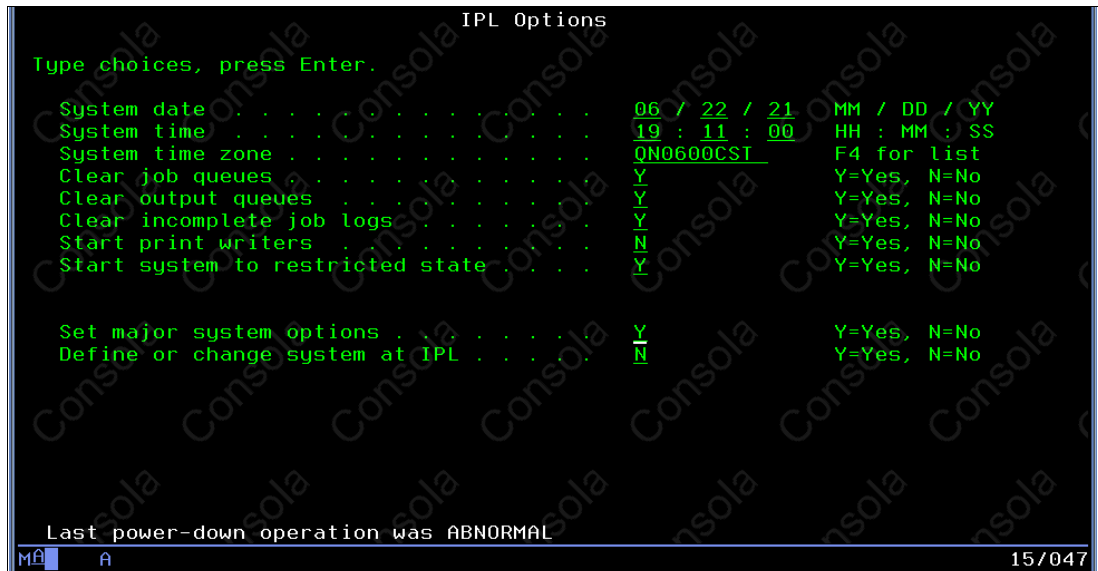 IPL Options
Type choices, press Enter.
System date . . . . . . . . . . . . . . 06 / 22 / 21 MM / DD / YY
System time . . . . . . . . . . . . . . 19 : 11 : 00 HH : MM : SS
System time zone . . . . . . . . . . . . QN0600CST F4 for list
Clear job queues . . . . . . . . . . . . Y Y=Yes, N=No
Clear output queues . . . . . . . . . . Y Y=Yes, N=No
Clear incomplete job logs . . . . . . . Y Y=Yes, N=No
Start print writers . . . . . . . . . . N Y=Yes, N=No
Start system to restricted state . . . . Y Y=Yes, N=No
Set major system options . . . . . . . . Y Y=Yes, N=No
Define or change system at IPL . . . . . N Y=Yes, N=No
Last power-down operation was ABNORMAL
MA A 15/047
Consola